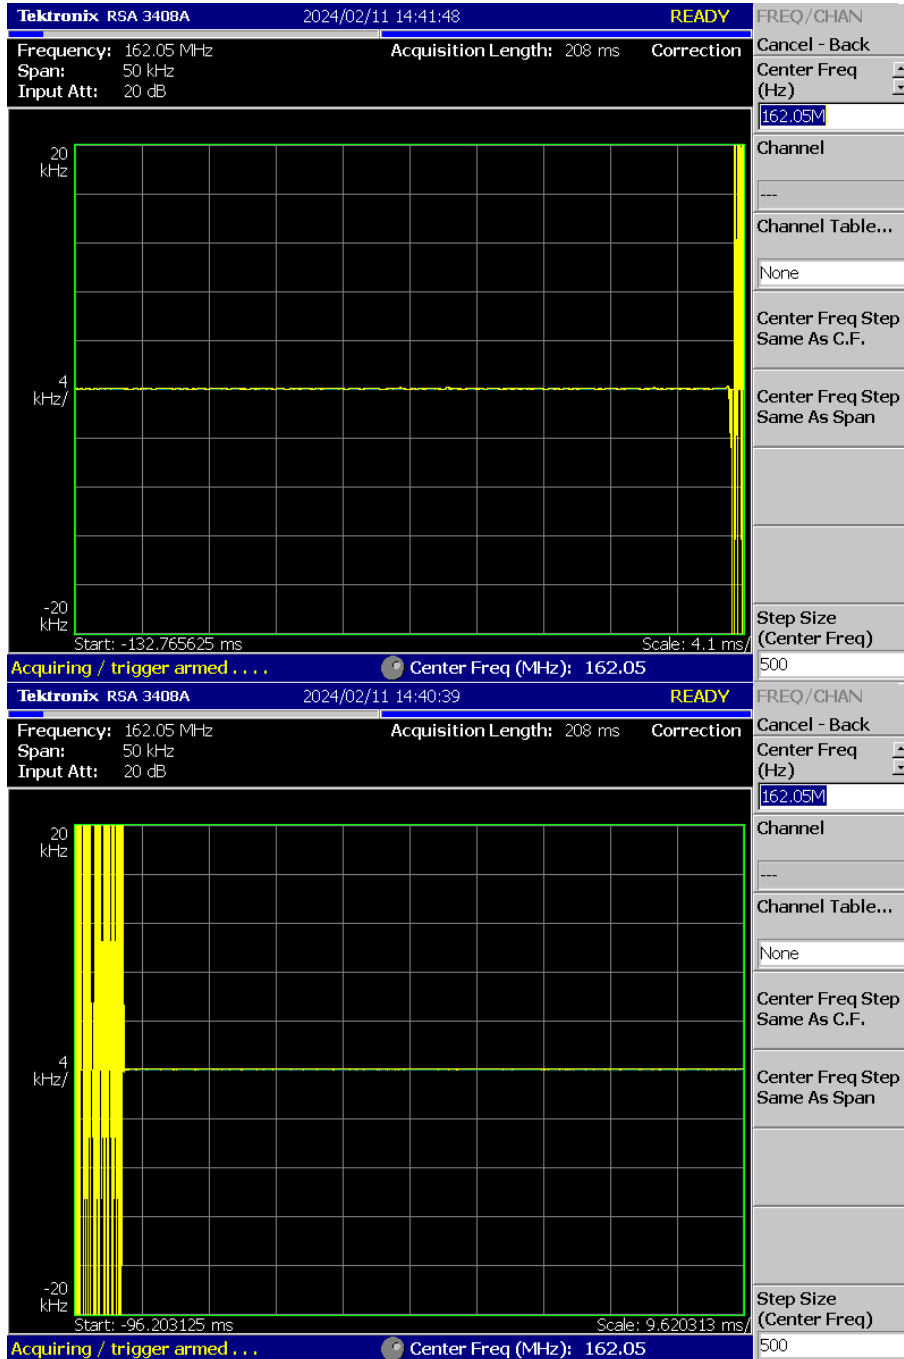 Tektronix RSA 3408A 2024/02/11 14:41:48 READY FREQ/CHAN
Frequency: 162.05 MHz Acquisition Length: 208 ms Correction
Span: 50 kHz
Input Att: 20 dB
20
kHz
4
kHz/
-20
kHz
Start: -132.765625 ms Scale: 4.1 ms/
Acquiring / trigger armed . . . . Center Freq (MHz): 162.05
Cancel - Back
Center Freq
(Hz)
162.05M
Channel
---
Channel Table...
None
Center Freq Step
Same As C.F.
Center Freq Step
Same As Span
Step Size
(Center Freq)
500
Tektronix RSA 3408A 2024/02/11 14:40:39 READY FREQ/CHAN
Frequency: 162.05 MHz Acquisition Length: 208 ms Correction
Span: 50 kHz
Input Att: 20 dB
20
kHz
4
kHz/
-20
kHz
Start: -96.203125 ms Scale: 9.620313 ms/
Acquiring / trigger armed . . . Center Freq (MHz): 162.05
Cancel - Back
Center Freq
(Hz)
162.05M
Channel
---
Channel Table...
None
Center Freq Step
Same As C.F.
Center Freq Step
Same As Span
Step Size
(Center Freq)
500